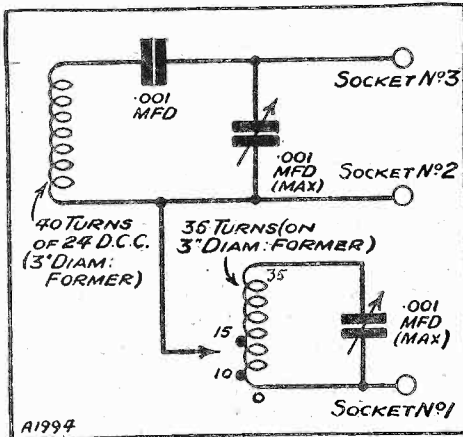 SOCKET Nº3
.001
MFD
.001
MFD
(MAX)
SOCKET Nº2
40 TURNS
OF 24 D.C.C.
(3" DIAM:
FORMER)
35 TURNS (ON
3" DIAM: FORMER)
35
15
10
0
.001
MFD
(MAX)
SOCKET Nº1
A1994